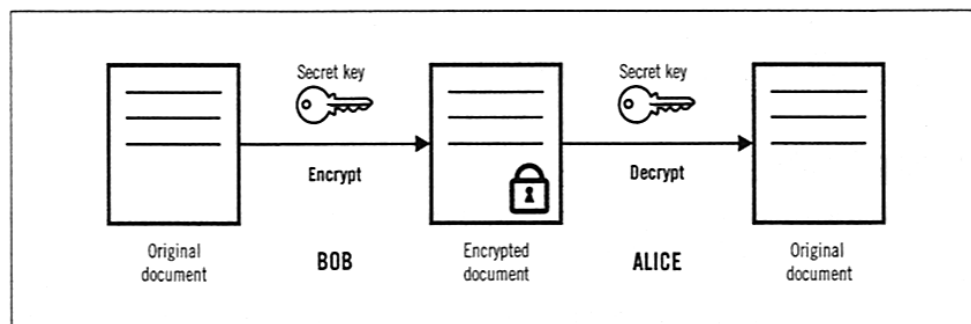 Secret key
Secret key
Encrypt
Decrypt
Original
document
BOB
Encrypted
document
ALICE
Original
document